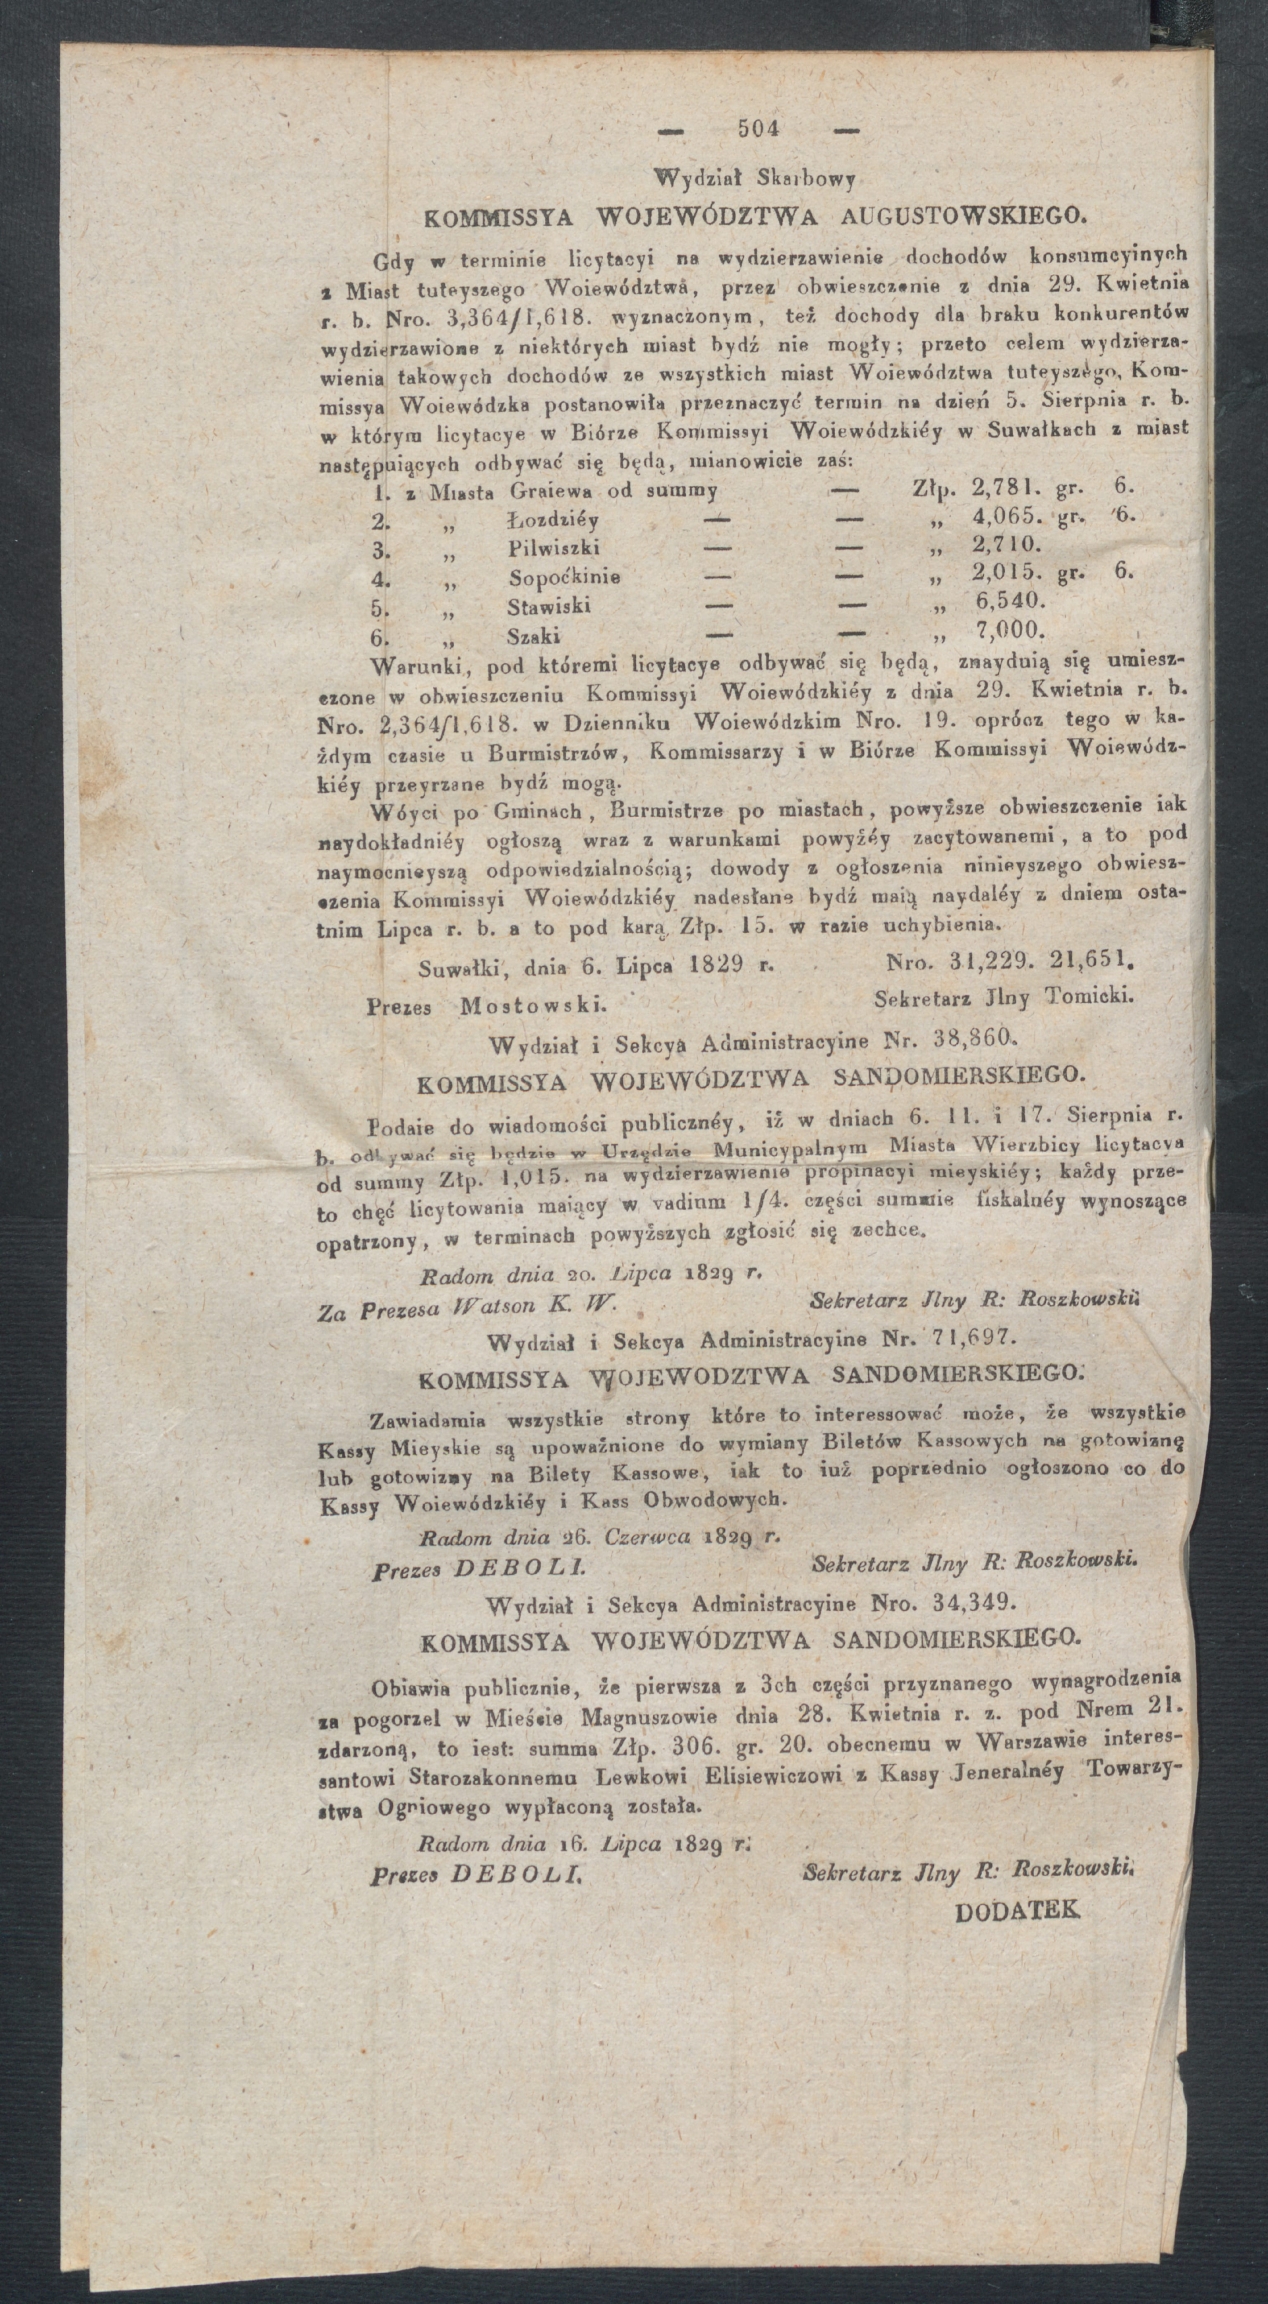 — 504 —
Wydział Skarbowy
KOMMISSYA WOJEWÓDZTWA AUGUSTOWSKIEGO.
Gdy w terminie licytacyi na wydzierzawienie dochodów konsumcyinych
z Miast tuteyszego Woiewództwa, przez obwieszczenie z dnia 29. Kwietnia
r. b. Nro. 3,364/1,618. wyznaczonym, też dochody dla braku konkurentów
wydzierzawione z niektórych miast bydź nie mogły; przeto celem wydzierza-
wienia takowych dochodów ze wszystkich miast Woiewództwa tuteyszégo, Kom-
missya Woiewódzka postanowiła przeznaczyć termin na dzień 5. Sierpnia r. b.
w którym licytacye w Biórze Kommissyi Woiewódzkiéy w Suwałkach z miast
następuiących odbywać się będą, mianowicie zaś:
1. z Miasta Graiewa od summy — Złp. 2,781. gr. 6.
2. „ Łozdziéy — — „ 4,065. gr. 6.
3. „ Pilwiszki — — „ 2,710.
4. „ Sopoćkinie — — „ 2,015. gr. 6.
5. „ Stawiski — — „ 6,540.
6. „ Szaki — — „ 7,000.
Warunki, pod któremi licytacye odbywać się będą, znayduią się umiesz-
czone w obwieszczeniu Kommissyi Woiewódzkiéy z dnia 29. Kwietnia r. b.
Nro. 2,364/1,618. w Dzienniku Woiewódzkim Nro. 19. oprócz tego w ka-
żdym czasie u Burmistrzów, Kommissarzy i w Biórze Kommissyi Woiewódz-
kiéy przeyrzane bydź mogą.
Wóyci po Gminach, Burmistrze po miastach, powyższe obwieszczenie iak
naydokładniéy ogłoszą wraz z warunkami powyżéy zacytowanemi, a to pod
naymocnieyszą odpowiedzialnością; dowody z ogłoszenia ninieyszego obwiesz-
czenia Kommissyi Woiewódzkiéy nadesłane bydź maią naydaléy z dniem osta-
tnim Lipca r. b. a to pod karą Złp. 15. w razie uchybienia.
Suwałki, dnia 6. Lipca 1829 r. Nro. 31,229. 21,651.
Prezes Mostowski. Sekretarz Jlny Tomicki.
Wydział i Sekcya Administracyine Nr. 38,860.
KOMMISSYA WOJEWÓDZTWA SANDOMIERSKIEGO.
Podaie do wiadomości publicznéy, iż w dniach 6. 11. i 17. Sierpnia r.
b. odbywać się będzie w Urzędzie Municypalnym Miasta Wierzbicy licytacya
od summy Złp. 1,015. na wydzierzawienie propinacyi mieyskiéy; każdy prze-
to chęć licytowania maiący w vadium 1/4. części summie fiskalnéy wynoszące
opatrzony, w terminach powyższych zgłosić się zechce.
Radom dnia 20. Lipca 1829 r.
Za Prezesa Watson K. W. Sekretarz Jlny R: Roszkowski.
Wydział i Sekcya Administracyine Nr. 71,697.
KOMMISSYA WOJEWODZTWA SANDOMIERSKIEGO.
Zawiadamia wszystkie strony które to interessować może, że wszystkie
Kassy Mieyskie są upoważnione do wymiany Biletów Kassowych na gotowiznę
lub gotowizny na Bilety Kassowe, iak to iuż poprzednio ogłoszono co do
Kassy Woiewódzkiéy i Kass Obwodowych.
Radom dnia 26. Czerwca 1829 r.
Prezes DEBOLI. Sekretarz Jlny R: Roszkowski.
Wydział i Sekcya Administracyine Nro. 34,349.
KOMMISSYA WOJEWÓDZTWA SANDOMIERSKIEGO.
Obiawia publicznie, że pierwsza z 3ch części przyznanego wynagrodzenia
za pogorzel w Mieście Magnuszowie dnia 28. Kwietnia r. z. pod Nrem 21.
zdarzoną, to iest: summa Złp. 306. gr. 20. obecnemu w Warszawie interes-
santowi Starozakonnemu Lewkowi Elisiewiczowi z Kassy Jeneralnéy Towarzy-
stwa Ogniowego wypłaconą została.
Radom dnia 16. Lipca 1829 r.
Prezes DEBOLI. Sekretarz Jlny R: Roszkowski.
DODATEK